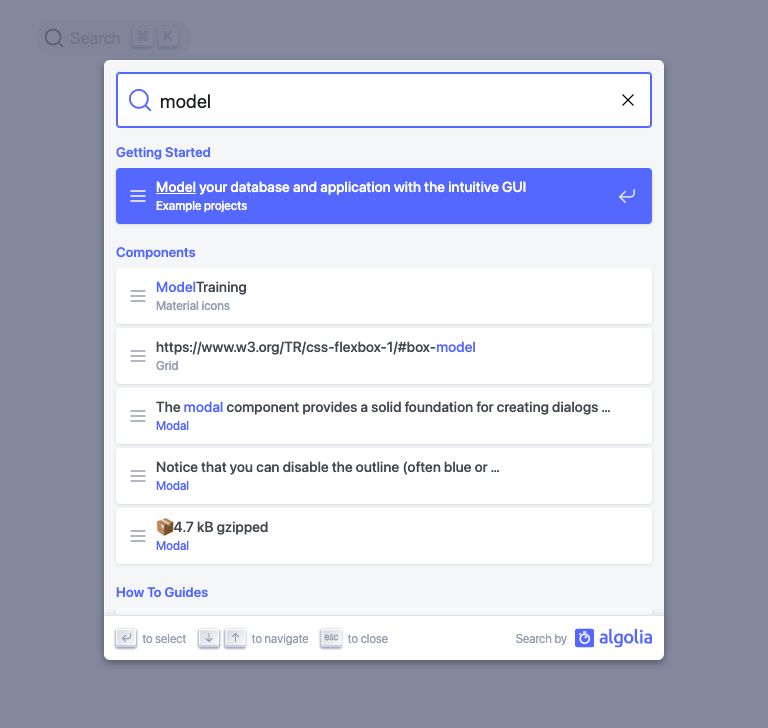 Search ⌘ K
model
Getting Started
Model your database and application with the intuitive GUI
Example projects
Components
ModelTraining
Material icons
https://www.w3.org/TR/css-flexbox-1/#box-model
Grid
The modal component provides a solid foundation for creating dialogs ...
Modal
Notice that you can disable the outline (often blue or ...
Modal
📦4.7 kB gzipped
Modal
How To Guides
to select to navigate esc to close Search by algolia